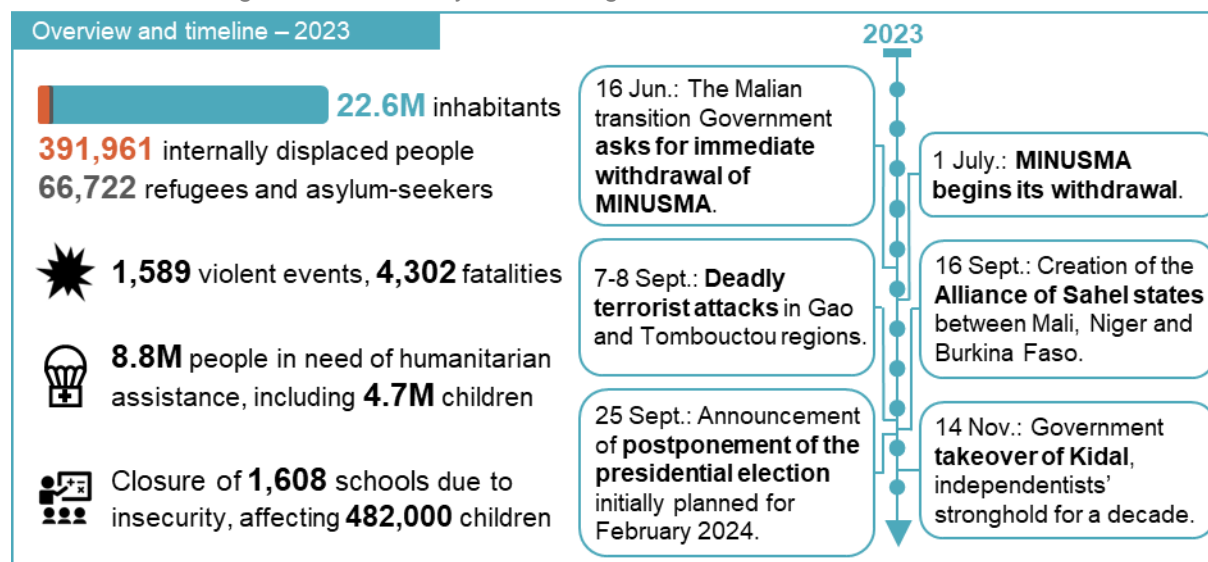 Overview and timeline – 2023
22.6M inhabitants
391,961 internally displaced people
66,722 refugees and asylum-seekers
1,589 violent events, 4,302 fatalities
8.8M people in need of humanitarian
assistance, including 4.7M children
Closure of 1,608 schools due to
insecurity, affecting 482,000 children
2023
16 Jun.: The Malian
transition Government
asks for immediate
withdrawal of
MINUSMA.
1 July.: MINUSMA
begins its withdrawal.
7-8 Sept.: Deadly
terrorist attacks in Gao
and Tombouctou regions.
16 Sept.: Creation of the
Alliance of Sahel states
between Mali, Niger and
Burkina Faso.
25 Sept.: Announcement
of postponement of the
presidential election
initially planned for
February 2024.
14 Nov.: Government
takeover of Kidal,
independentists'
stronghold for a decade.